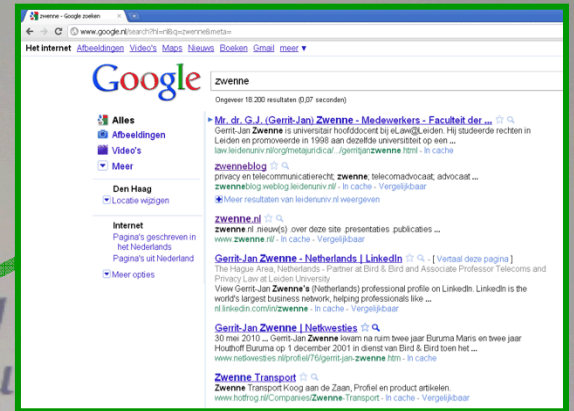 zwenne - Google zoeken
www.google.nl/search?hl=nl&q=zwenne&meta=
Het internet Afbeeldingen Video's Maps Nieuws Boeken Gmail meer ▼
Google
zwenne
Ongeveer 18.200 resultaten (0,07 seconden)
Alles
Afbeeldingen
Video's
Meer
Den Haag
Locatie wijzigen
Internet
Pagina's geschreven in
het Nederlands
Pagina's uit Nederland
Meer opties
Mr. dr. G.J. (Gerrit-Jan) Zwenne - Medewerkers - Faculteit der ...
Gerrit-Jan Zwenne is universitair hoofddocent bij eLaw@Leiden. Hij studeerde rechten in
Leiden en promoveerde in 1998 aan dezelfde universiteit op een ...
law.leidenuniv.nl/org/metajuridica/.../gerritjanzwenne.html - In cache
zwenneblog
privacy en telecommunicatierecht; zwenne; telecomadvocaat; advocaat ...
zwenneblog.weblog.leidenuniv.nl/ - In cache - Vergelijkbaar
Meer resultaten van leidenuniv.nl weergeven
zwenne.nl
zwenne.nl .nieuw(s) .over deze site .presentaties .publicaties ...
www.zwenne.nl/ - In cache - Vergelijkbaar
Gerrit-Jan Zwenne - Netherlands | LinkedIn - [ Vertaal deze pagina ]
The Hague Area, Netherlands - Partner at Bird & Bird and Associate Professor Telecoms and
Privacy Law at Leiden University
View Gerrit-Jan Zwenne's (Netherlands) professional profile on LinkedIn. LinkedIn is the
world's largest business network, helping professionals like ...
nl.linkedin.com/in/zwenne - In cache - Vergelijkbaar
Gerrit-Jan Zwenne | Netkwesties
30 mei 2010 ... Gerrit-Jan Zwenne kwam na ruim twee jaar Buruma Maris en twee jaar
Houthoff Buruma op 1 december 2001 in dienst van Bird & Bird toen het ...
www.netkwesties.nl/profiel/76/gerrit-jan-zwenne.htm - In cache
Zwenne Transport
Zwenne Transport Koog aan de Zaan, Profiel en product artikelen.
www.hotfrog.nl/Companies/Zwenne-Transport - In cache - Vergelijkbaar